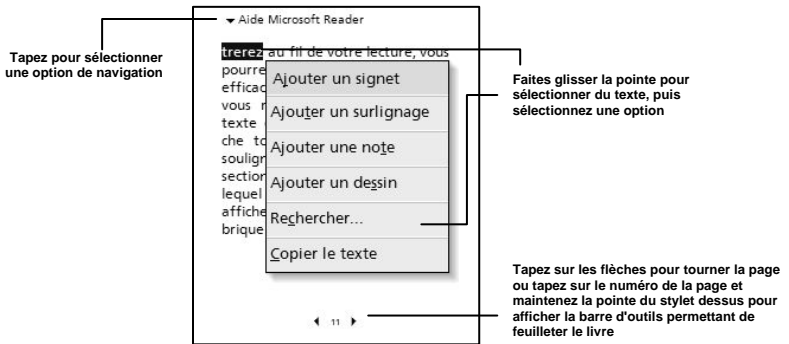 Aide Microsoft Reader
Tapez pour sélectionner
une option de navigation
trerez au fil de votre lecture, vous
pourre
efficac
vous r
texte
che to
soulign
section
lequel
affiche
brique
Ajouter un signet
Ajouter un surlignage
Ajouter une note
Ajouter un dessin
Rechercher...
Copier le texte
Faites glisser la pointe pour
sélectionner du texte, puis
sélectionnez une option
11
Tapez sur les flèches pour tourner la page
ou tapez sur le numéro de la page et
maintenez la pointe du stylet dessus pour
afficher la barre d'outils permettant de
feuilleter le livre